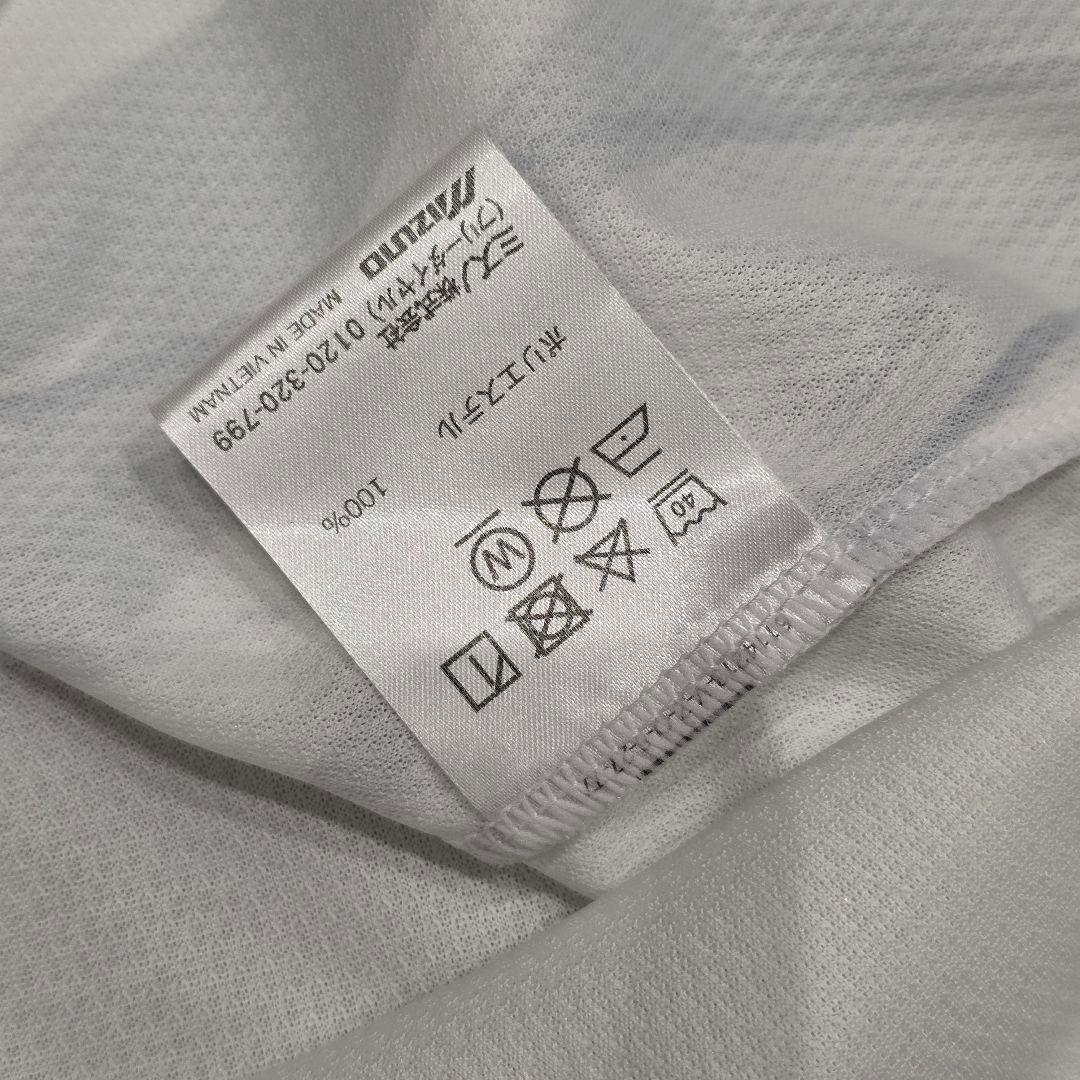 40
W
ポリエステル 100%
ミズノ株式会社
(フリーダイヤル) 0120-320-799
MIZUNO MADE IN VIETNAM